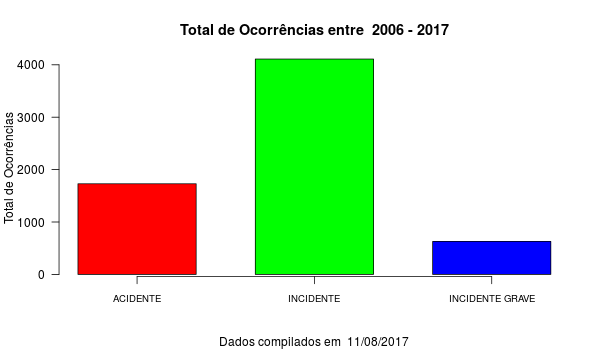 Total de Ocorrências entre  2006 - 2017
Total de Ocorrências
4000
3000
2000
1000
0
ACIDENTE
INCIDENTE
INCIDENTE GRAVE
Dados compilados em  11/08/2017